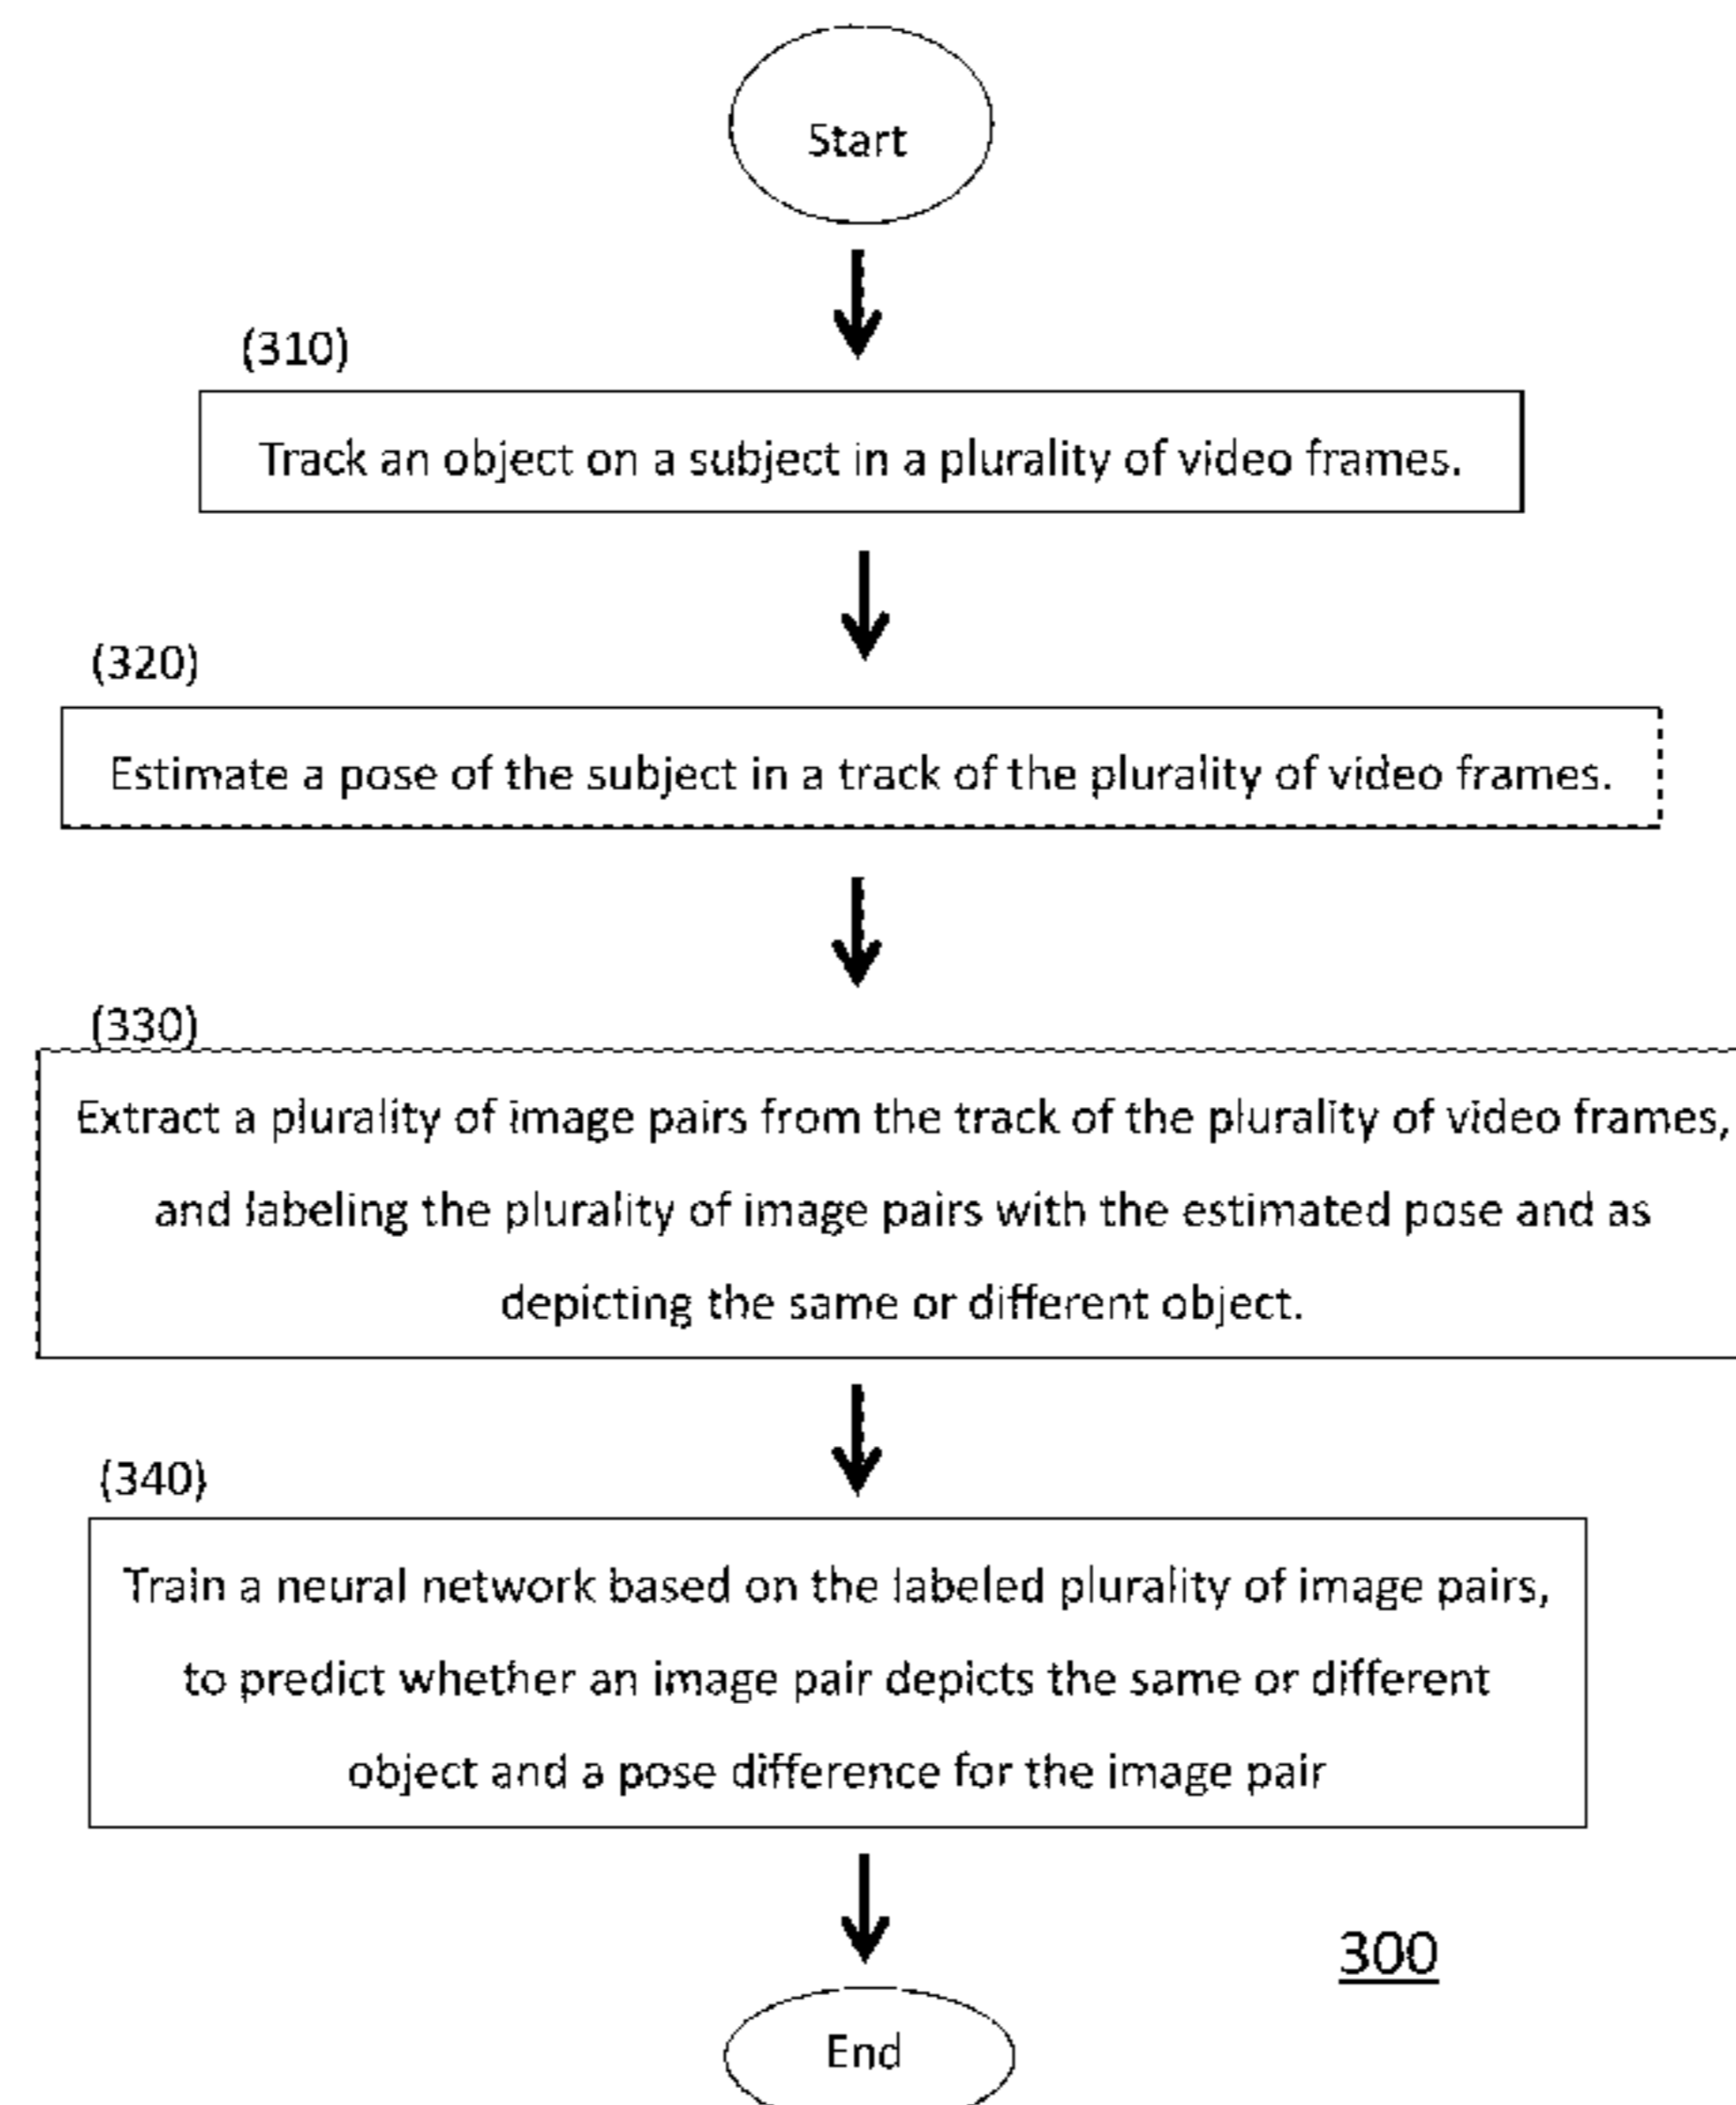 Start
(310)
Track an object on a subject in a plurality of video frames.
(320)
Estimate a pose of the subject in a track of the plurality of video frames.
(330)
Extract a plurality of image pairs from the track of the plurality of video frames,
and labeling the plurality of image pairs with the estimated pose and as
depicting the same or different object.
(340)
Train a neural network based on the labeled plurality of image pairs,
to predict whether an image pair depicts the same or different
object and a pose difference for the image pair
300
End